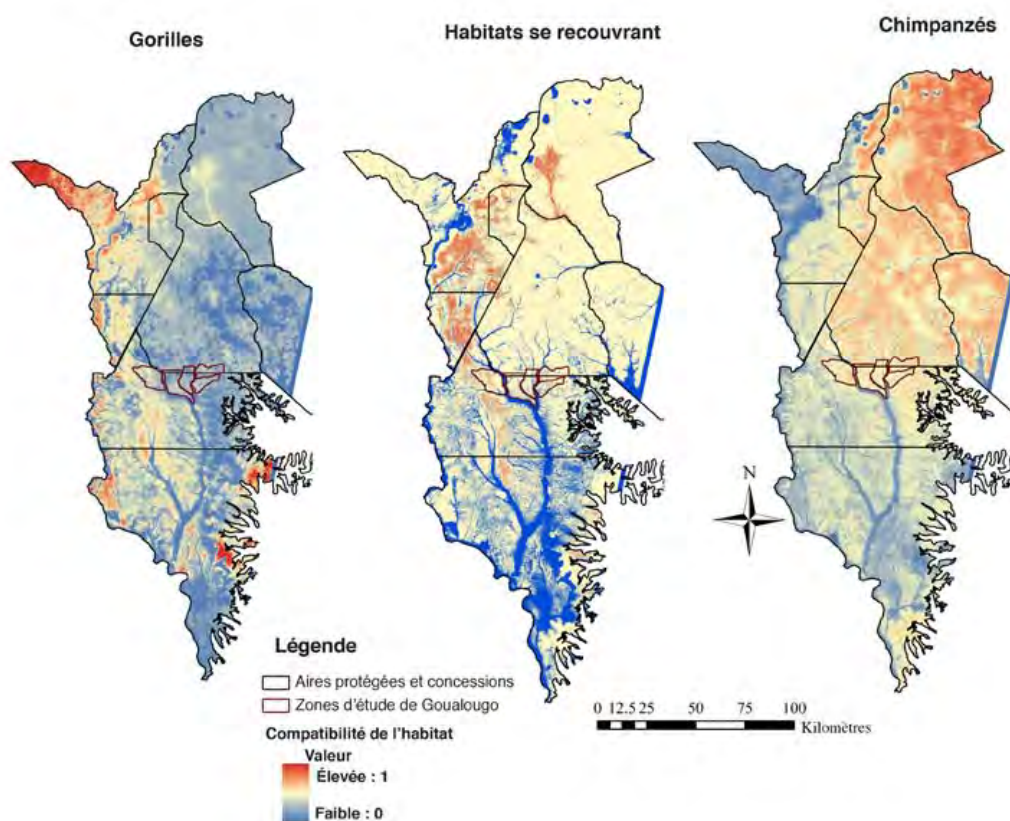 Gorilles
Habitats se recouvrant
Chimpanzés
N
Légende
Aires protégées et concessions
Zones d'étude de Goualougo
Compatibilité de l'habitat
Valeur
Élevée : 1
Faible : 0
0 12.5 25 50 75 100
Kilomètres